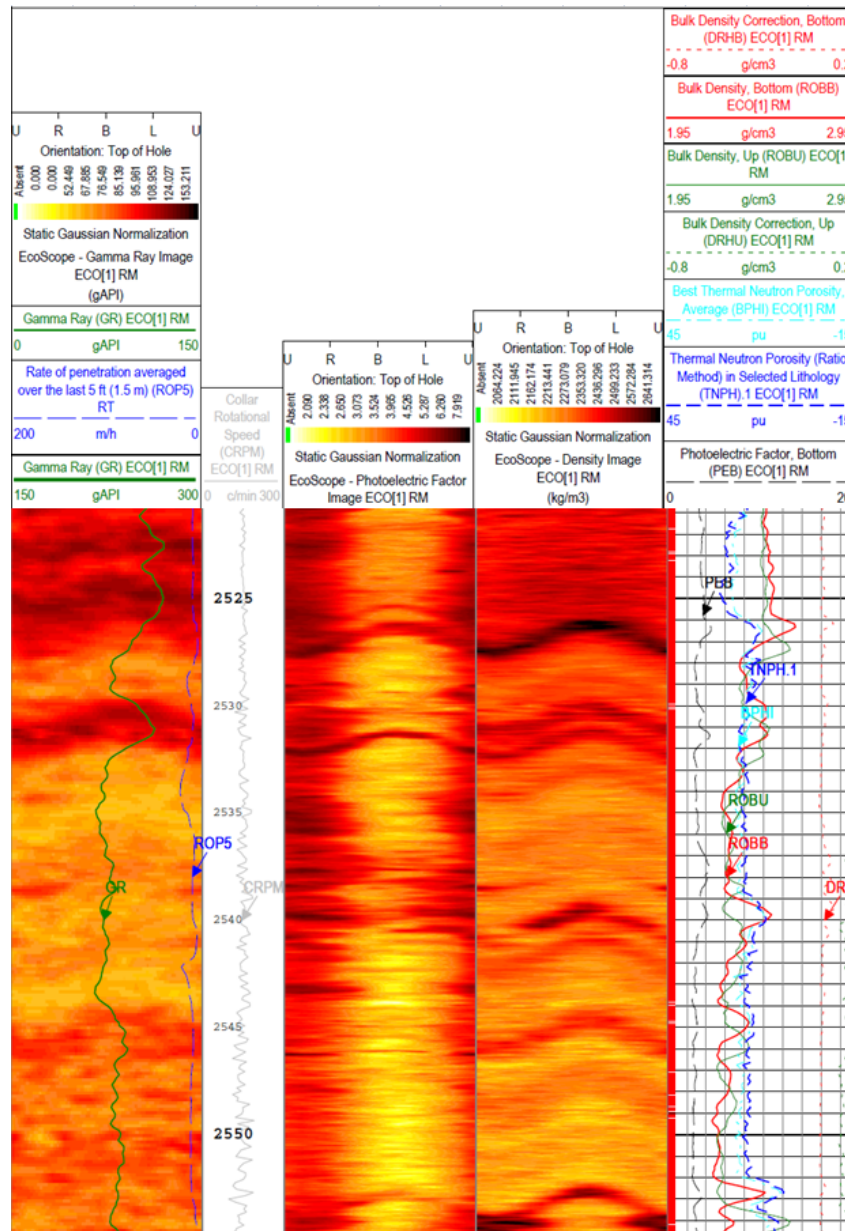 Bulk Density Correction, Bottom
(DRHB) ECO[1] RM
-0.8 g/cm3 0.
Bulk Density, Bottom (ROBB)
ECO[1] RM
1.95 g/cm3 2.9
Bulk Density, Up (ROBU) ECO[1
RM
1.95 g/cm3 2.9
Bulk Density Correction, Up
(DRHU) ECO[1] RM
-0.8 g/cm3 0.
Best Thermal Neutron Porosity,
Average (BPHI) ECO[1] RM
45 pu -1
Thermal Neutron Porosity (Ratio
Method) in Selected Lithology
(TNPH).1 ECO[1] RM
45 pu -1
Photoelectric Factor, Bottom
(PEB) ECO[1] RM
0 20
U R B L U
Orientation: Top of Hole
Absent 0.000 0.000 52.449 67.885 76.549 85.139 95.961 108.953 124.027 153.211
Static Gaussian Normalization
EcoScope - Gamma Ray Image
ECO[1] RM
(gAPI)
Gamma Ray (GR) ECO[1] RM
0 gAPI 150
Rate of penetration averaged
over the last 5 ft (1.5 m) (ROP5)
RT
200 m/h 0
Gamma Ray (GR) ECO[1] RM
150 gAPI 300
Collar
Rotational
Speed
(CRPM)
ECO[1] RM
0 c/min 300
U R B L U
Orientation: Top of Hole
Absent 2.090 2.338 2.650 3.073 3.524 3.965 4.526 5.287 6.260 7.919
Static Gaussian Normalization
EcoScope - Photoelectric Factor
Image ECO[1] RM
U R B L U
Orientation: Top of Hole
Absent 2064.224 2111.945 2162.174 2213.441 2273.079 2353.320 2436.296 2499.233 2572.284 2641.314
Static Gaussian Normalization
EcoScope - Density Image
ECO[1] RM
(kg/m3)
PEB
2525
TNPH.1
2530
BPHI
ROBU
2535
ROP5
ROBB
GR
CRPM
DR
2540
2545
2550